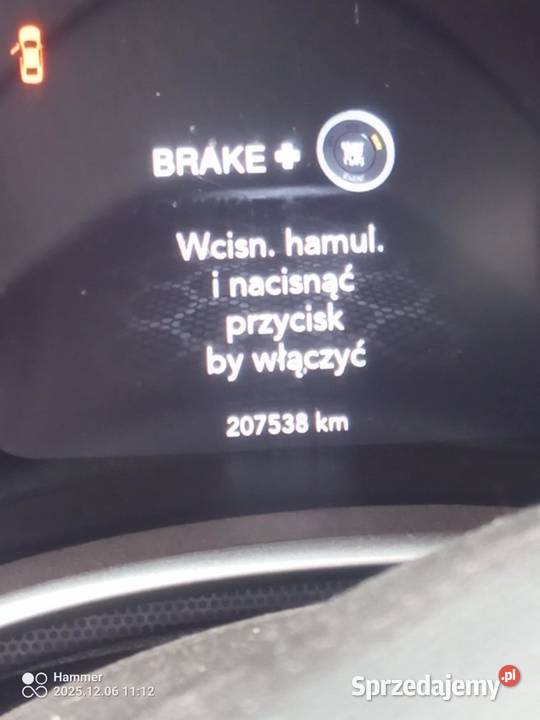 BRAKE +
Wcisn. hamul.
i nacisnąć
przycisk
by włączyć
207538 km
Hammer
2025.12.06 11:12
Sprzedajemy.pl